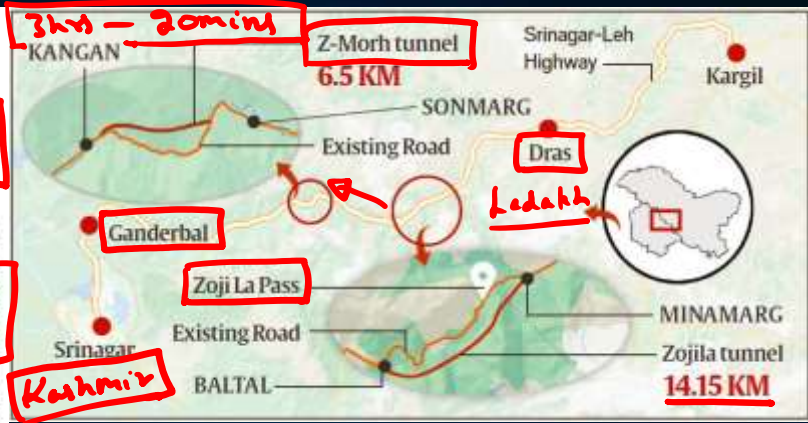 3hrs — 20mins
KANGAN
Z-Morh tunnel
6.5 KM
Srinagar-Leh
Highway
Kargil
SONMARG
Existing Road
Dras
Ladakh
Ganderbal
Zoji La Pass
Existing Road
MINAMARG
Srinagar
Zojila tunnel
Kashmir
BALTAL
14.15 KM